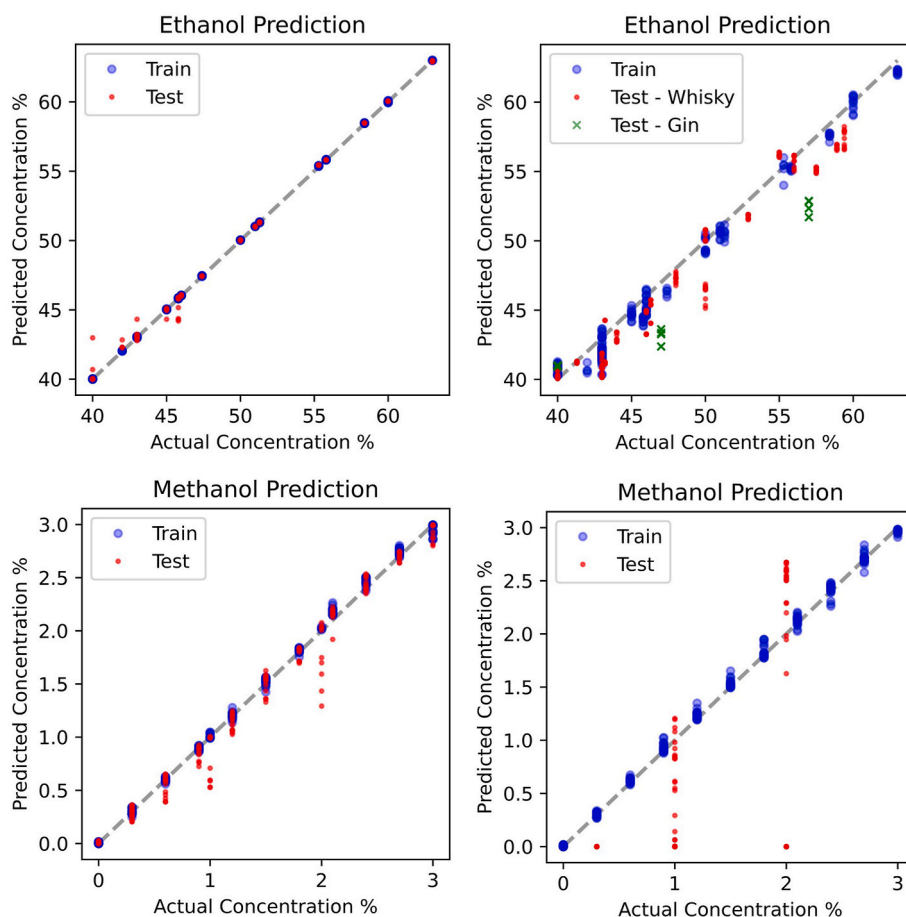 Ethanol Prediction
Predicted Concentration %
60
55
50
45
40
Train
Test
40 45 50 55 60
Actual Concentration %
Ethanol Prediction
Predicted Concentration %
60
55
50
45
40
Train
Test - Whisky
Test - Gin
40 45 50 55 60
Actual Concentration %
Methanol Prediction
Predicted Concentration %
3.0
2.5
2.0
1.5
1.0
0.5
0.0
Train
Test
0 1 2 3
Actual Concentration %
Methanol Prediction
Predicted Concentration %
3.0
2.5
2.0
1.5
1.0
0.5
0.0
Train
Test
0 1 2 3
Actual Concentration %